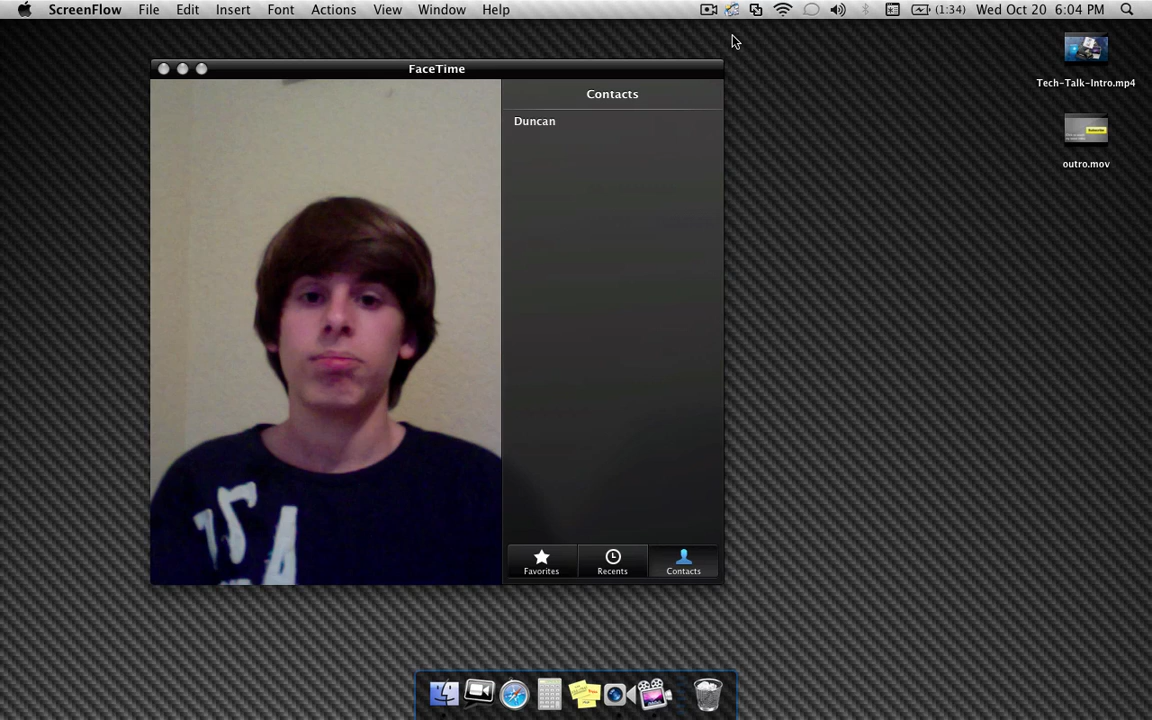 ScreenFlow File Edit Insert Font Actions View Window Help (1:34) Wed Oct 20 6:04 PM
FaceTime
Contacts
Duncan
Favorites Recents Contacts
Tech-Talk-Intro.mp4
outro.mov